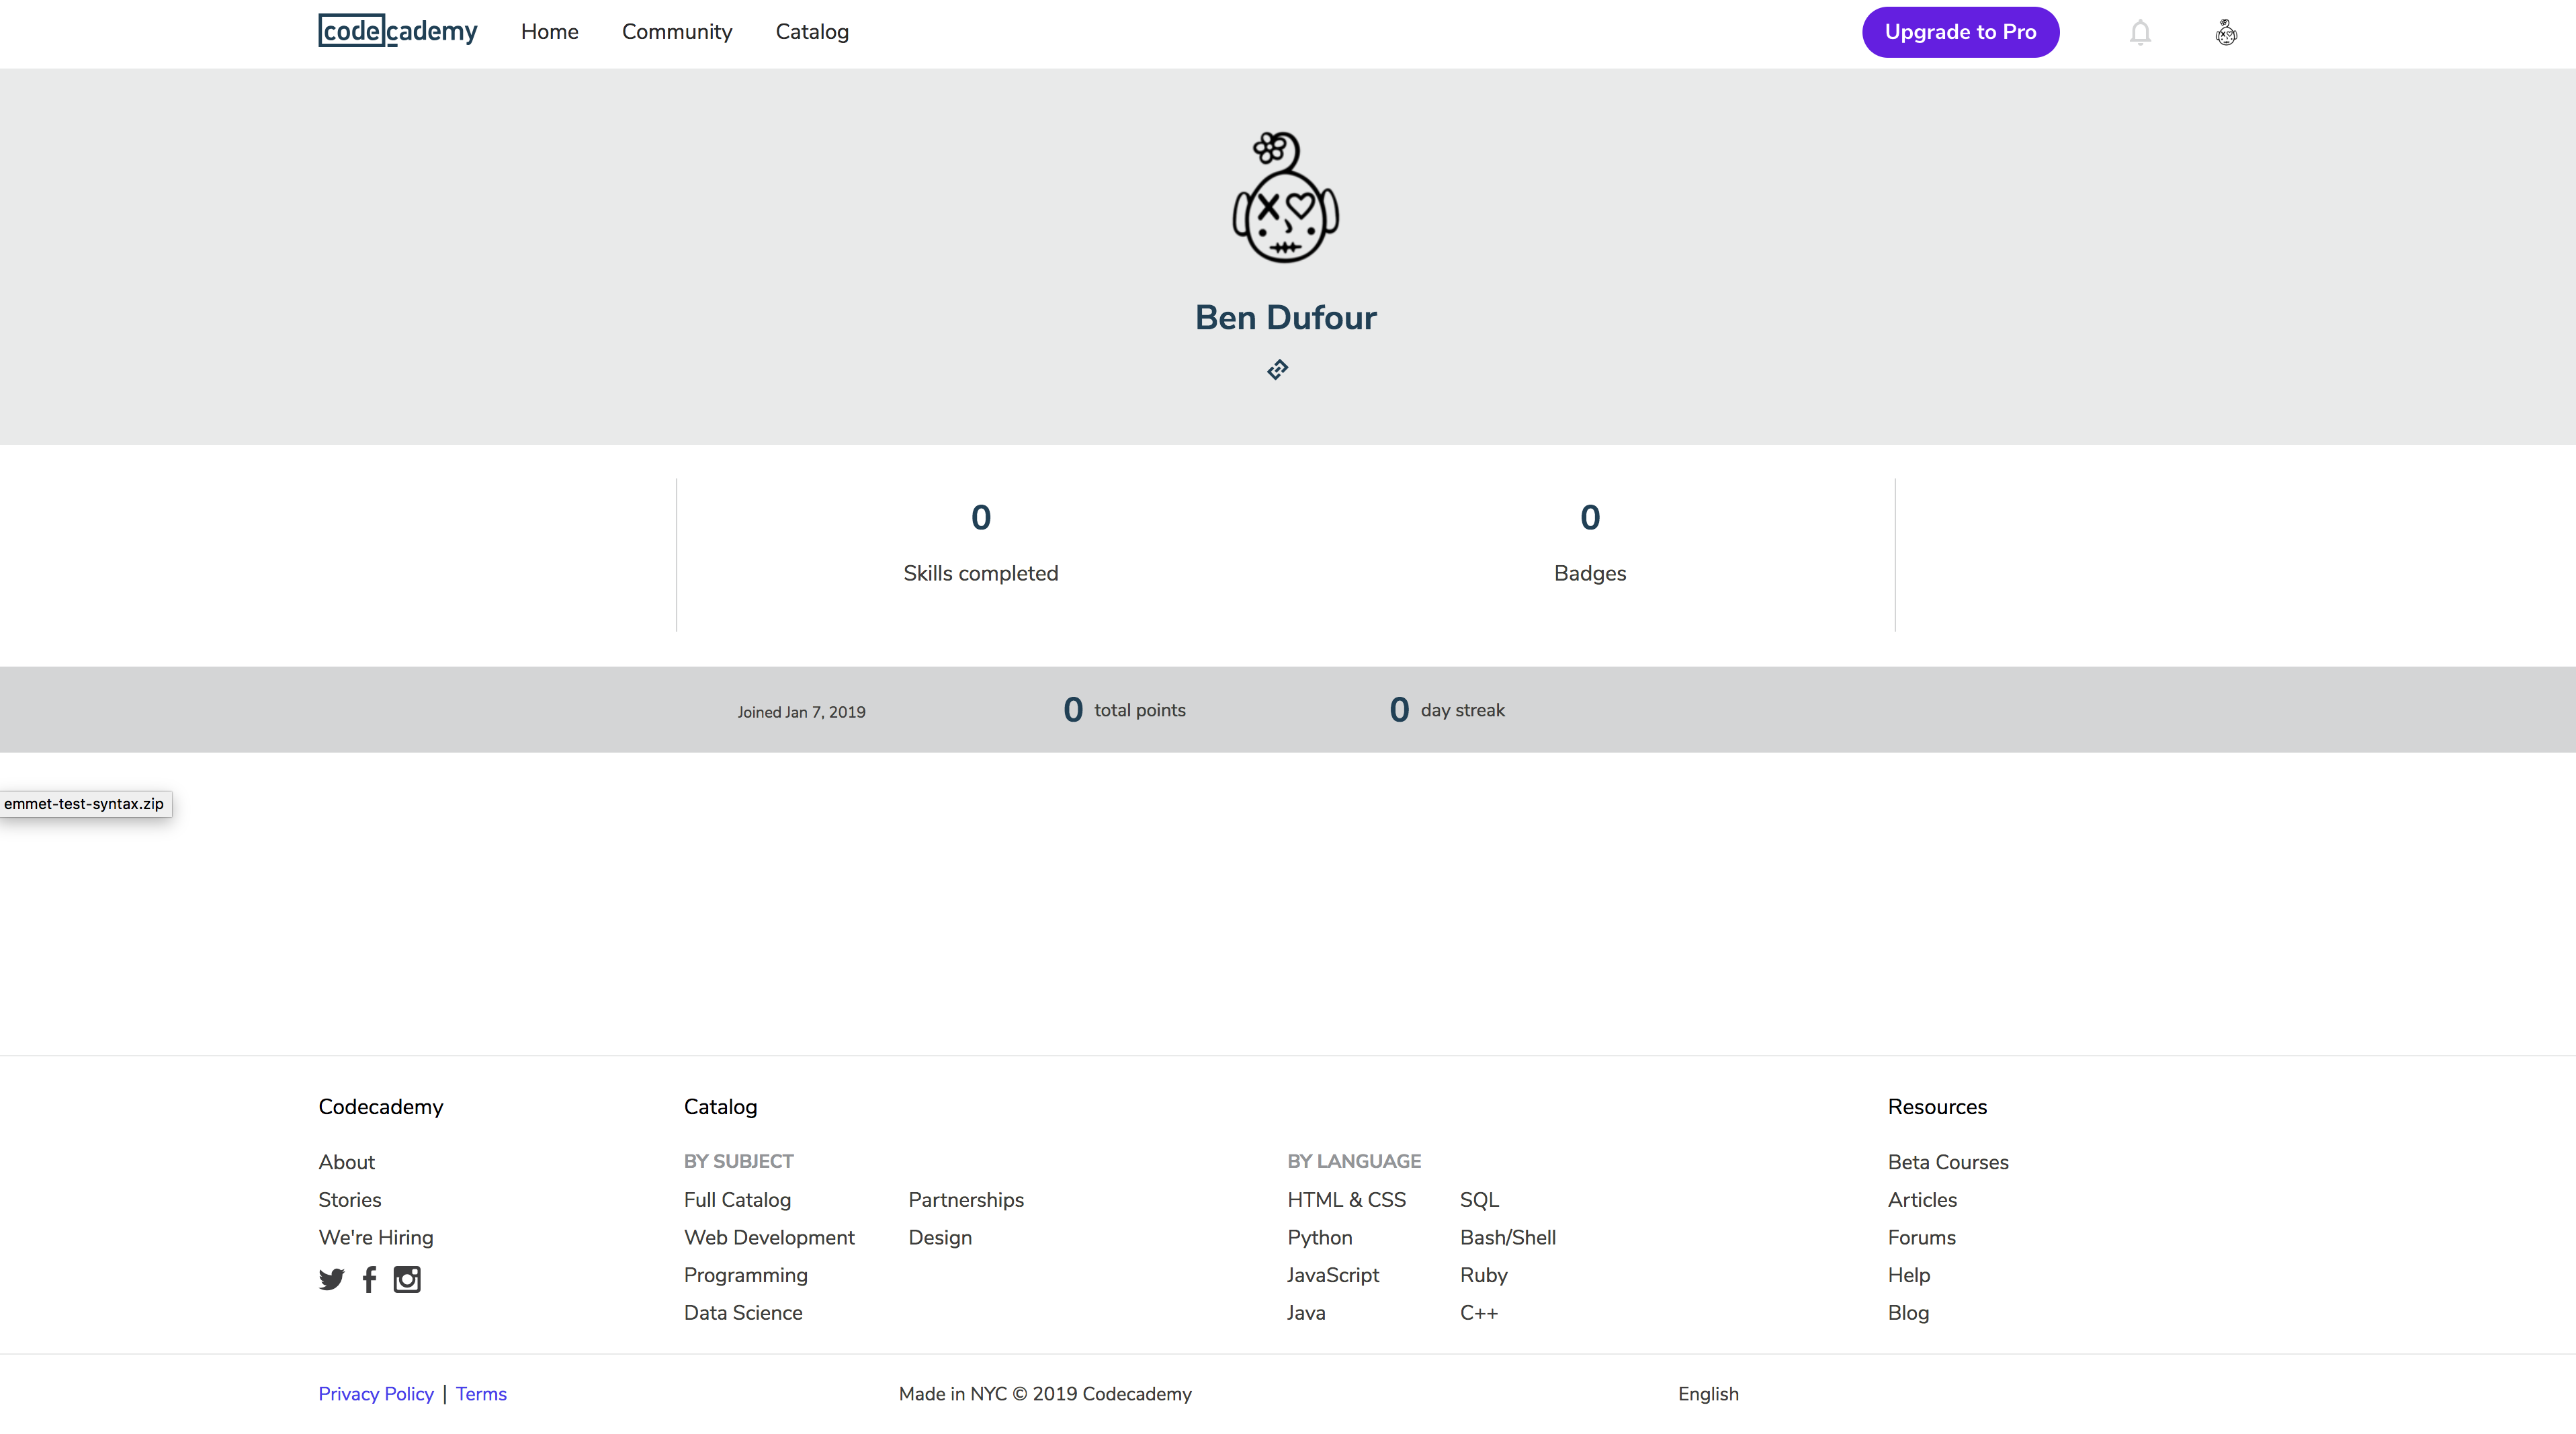 codecademy Home Community Catalog Upgrade to Pro
Ben Dufour
0 0
Skills completed Badges
Joined Jan 7, 2019 0 total points 0 day streak
emmet-test-syntax.zip
Codecademy Catalog Resources
About BY SUBJECT BY LANGUAGE Beta Courses
Stories Full Catalog Partnerships HTML & CSS SQL Articles
We're Hiring Web Development Design Python Bash/Shell Forums
Programming JavaScript Ruby Help
Data Science Java C++ Blog
Privacy Policy | Terms Made in NYC © 2019 Codecademy English